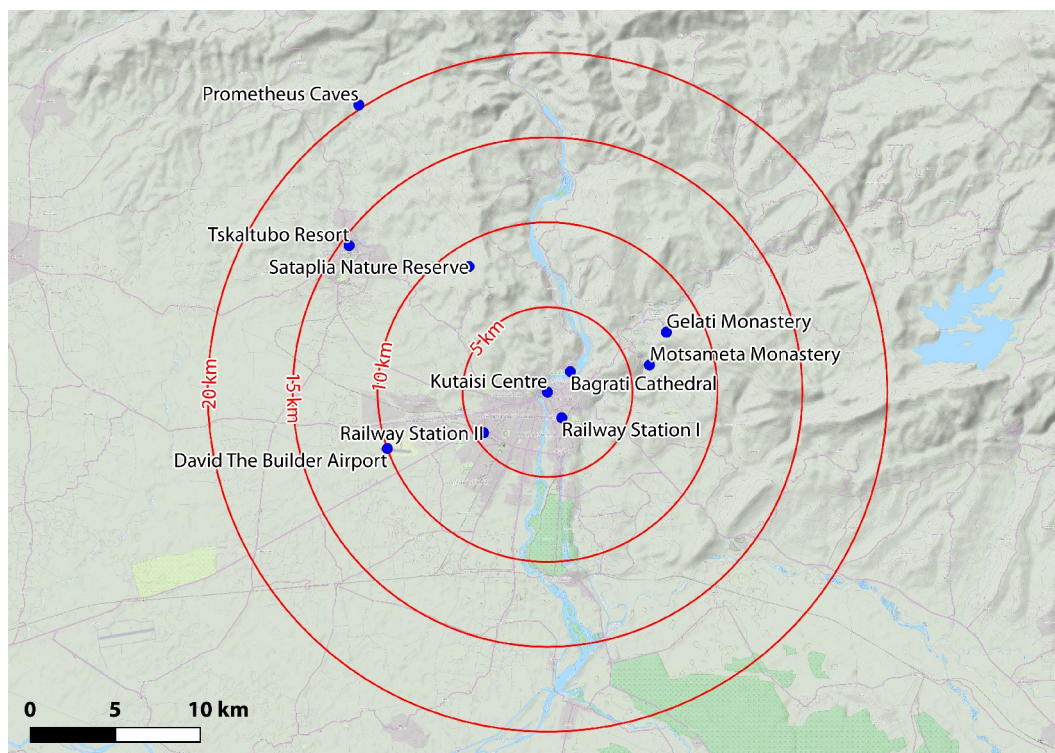 Prometheus Caves
Tskaltubo Resort
Sataplia Nature Reserve
Gelati Monastery
5 km
Motsameta Monastery
20 km
15 km
10 km
Kutaisi Centre
Bagrati Cathedral
Railway Station II
Railway Station I
David The Builder Airport
0 5 10 km